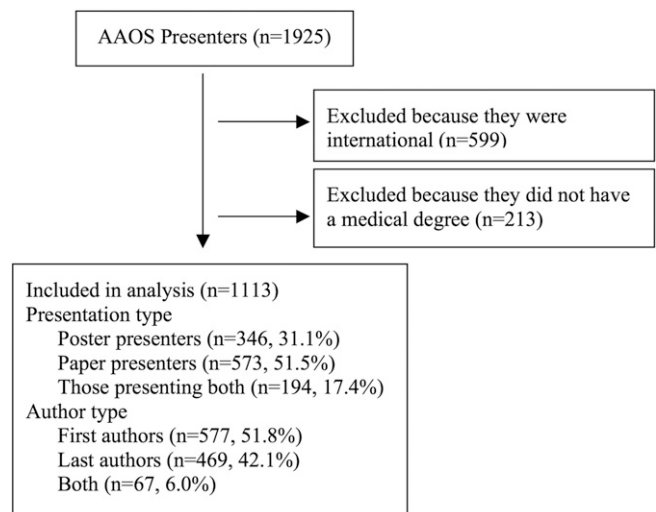 AAOS Presenters (n=1925)
Excluded because they were
international (n=599)
Excluded because they did not have
a medical degree (n=213)
Included in analysis (n=1113)
Presentation type
Poster presenters (n=346, 31.1%)
Paper presenters (n=573, 51.5%)
Those presenting both (n=194, 17.4%)
Author type
First authors (n=577, 51.8%)
Last authors (n=469, 42.1%)
Both (n=67, 6.0%)